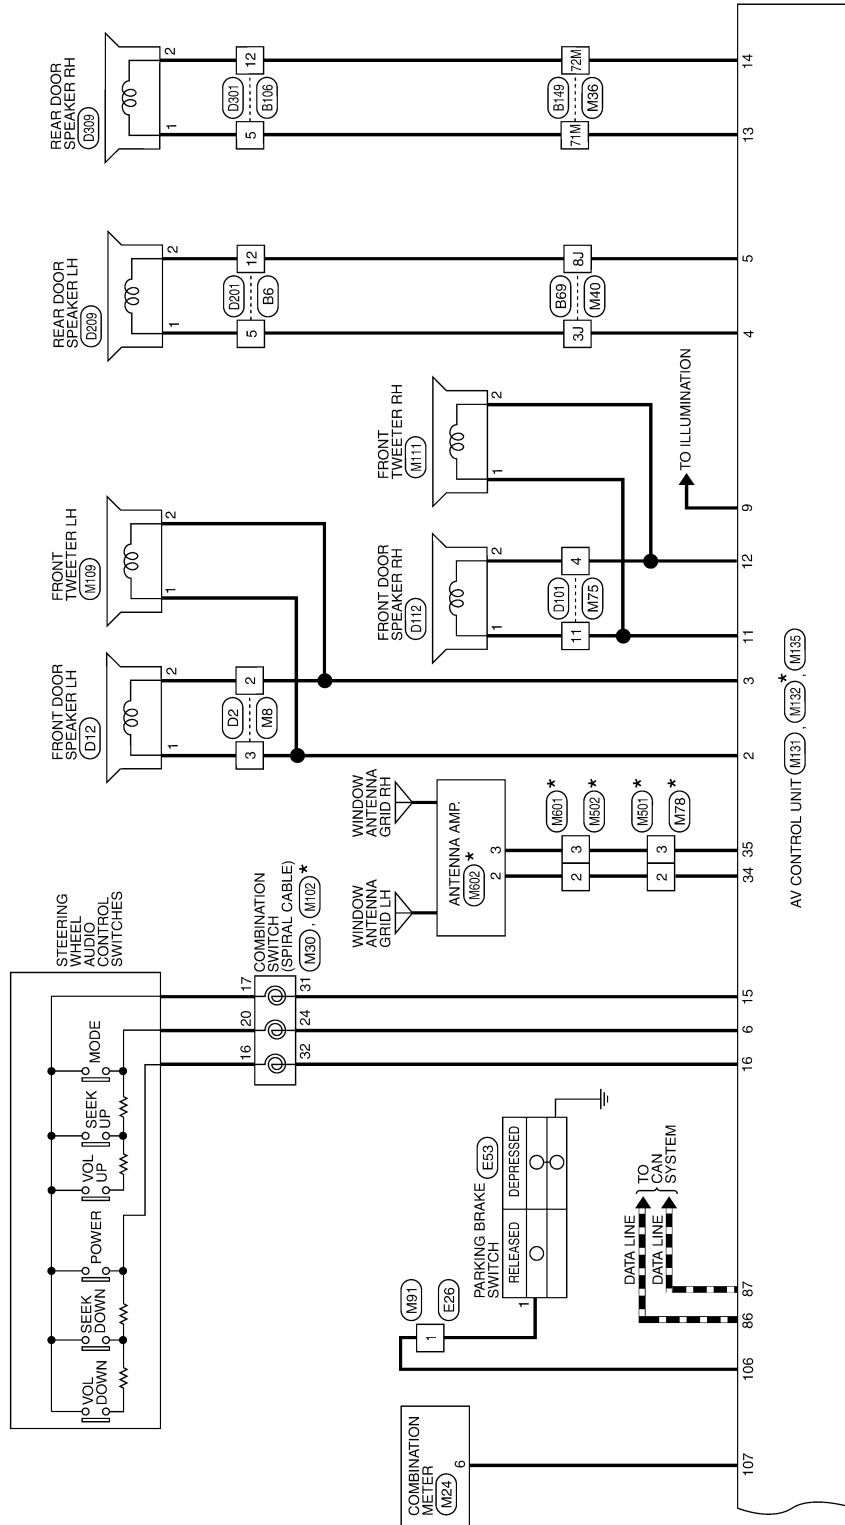 REAR DOOR
SPEAKER RH
D309
1
2
5
12
D301
B106
71M
72M
B149
M36
13
14
REAR DOOR
SPEAKER LH
D209
1
2
5
12
D201
B6
3J
8J
B69
M40
4
5
FRONT
TWEETER RH
M111
1
2
TO ILLUMINATION
9
FRONT
TWEETER LH
M109
1
2
FRONT DOOR
SPEAKER RH
D112
1
2
11
4
D101
M75
11
12
FRONT DOOR
SPEAKER LH
D12
1
2
3
2
D2
M8
2
3
WINDOW
ANTENNA
GRID RH
WINDOW
ANTENNA
GRID LH
ANTENNA AMP.
M602 *
2
3
M601 *
M502 *
2
3
M501 *
M78 *
2
3
34
35
AV CONTROL UNIT M131 , M132 * , M135
STEERING
WHEEL
AUDIO
CONTROL
SWITCHES
VOL
DOWN
SEEK
DOWN
POWER
VOL
UP
SEEK
UP
MODE
COMBINATION
SWITCH
(SPIRAL CABLE)
M30 , M102 *
16
20
17
32
24
31
16
6
15
PARKING BRAKE
SWITCH
E53
RELEASED
DEPRESSED
1
M91
E26
1
106
DATA LINE
DATA LINE
TO
CAN
SYSTEM
86
87
COMBINATION
METER
M24
6
107